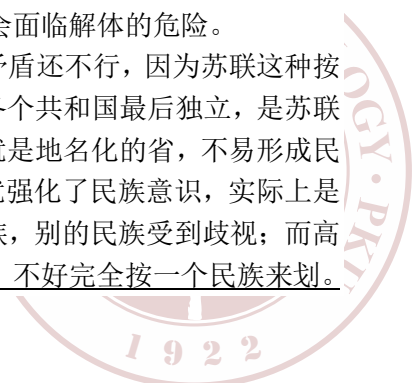 会面临解体的危险。
矛盾还不行，因为苏联这种按
各个共和国最后独立，是苏联
就是地名化的省，不易形成民
就强化了民族意识，实际上是
族，别的民族受到歧视；而高
不好完全按一个民族来划。
OGY · PK
1922